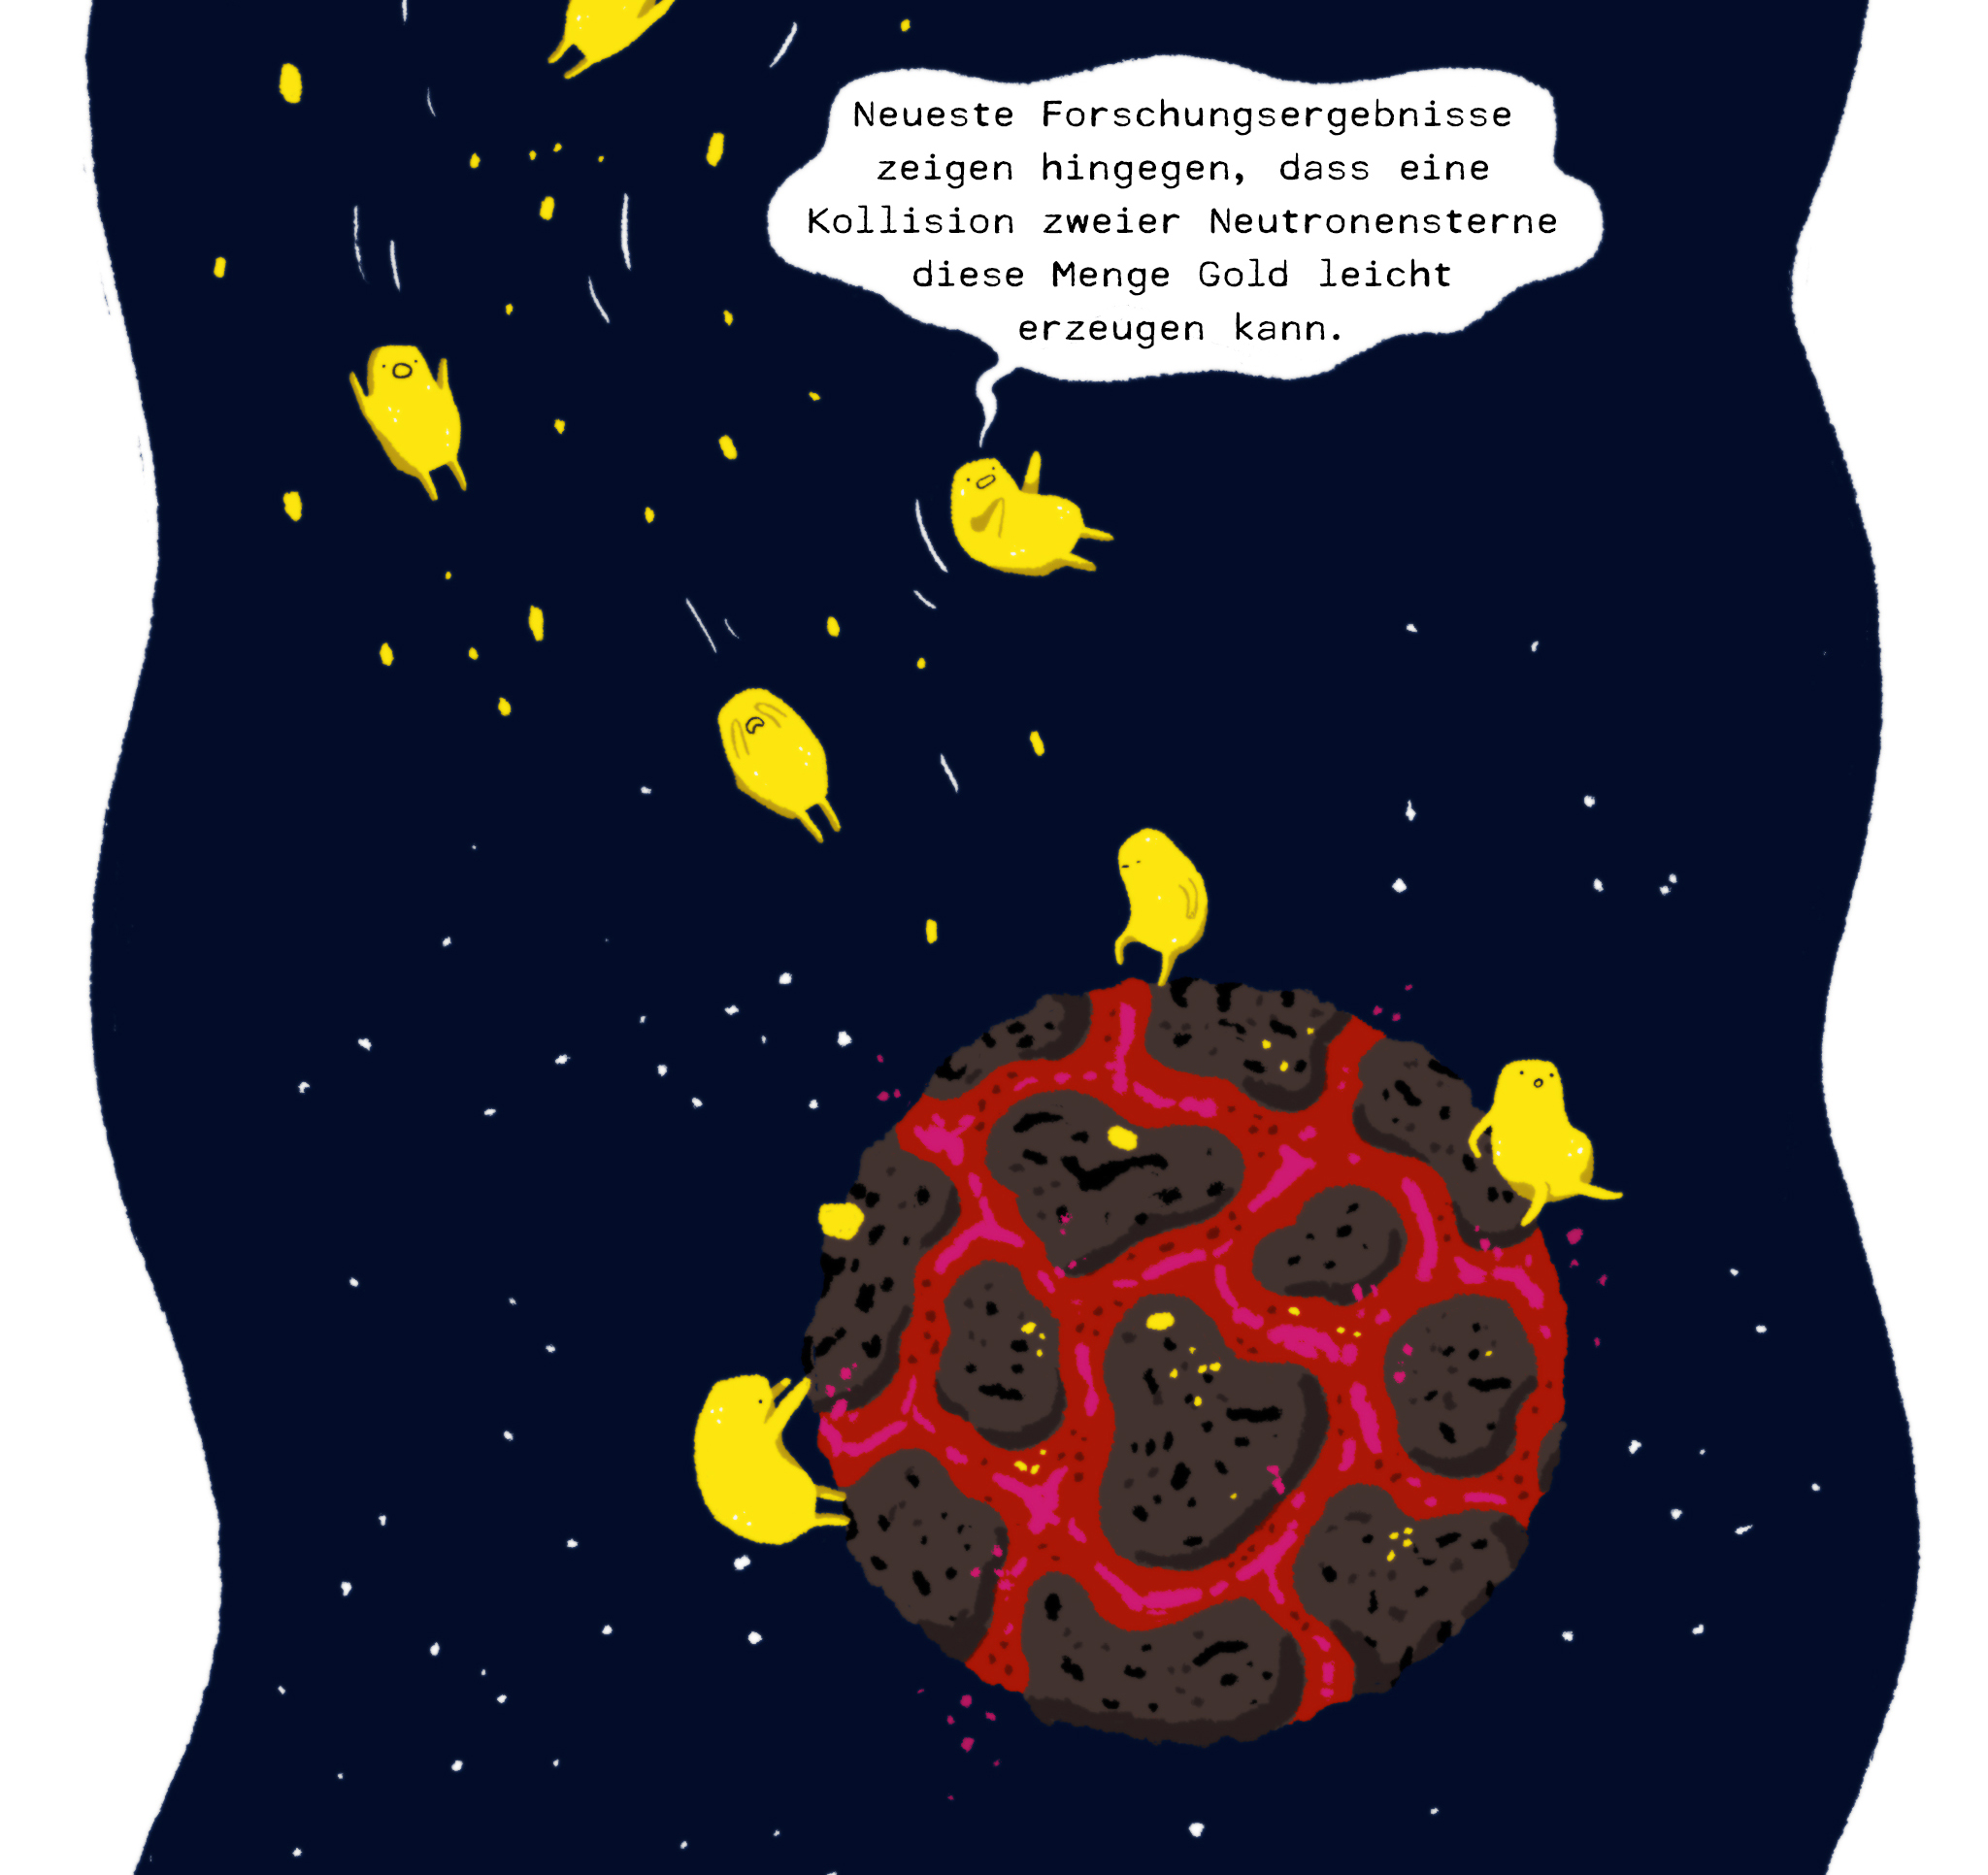 Neueste Forschungsergebnisse
zeigen hingegen, dass eine
Kollision zweier Neutronensterne
diese Menge Gold leicht
erzeugen kann.